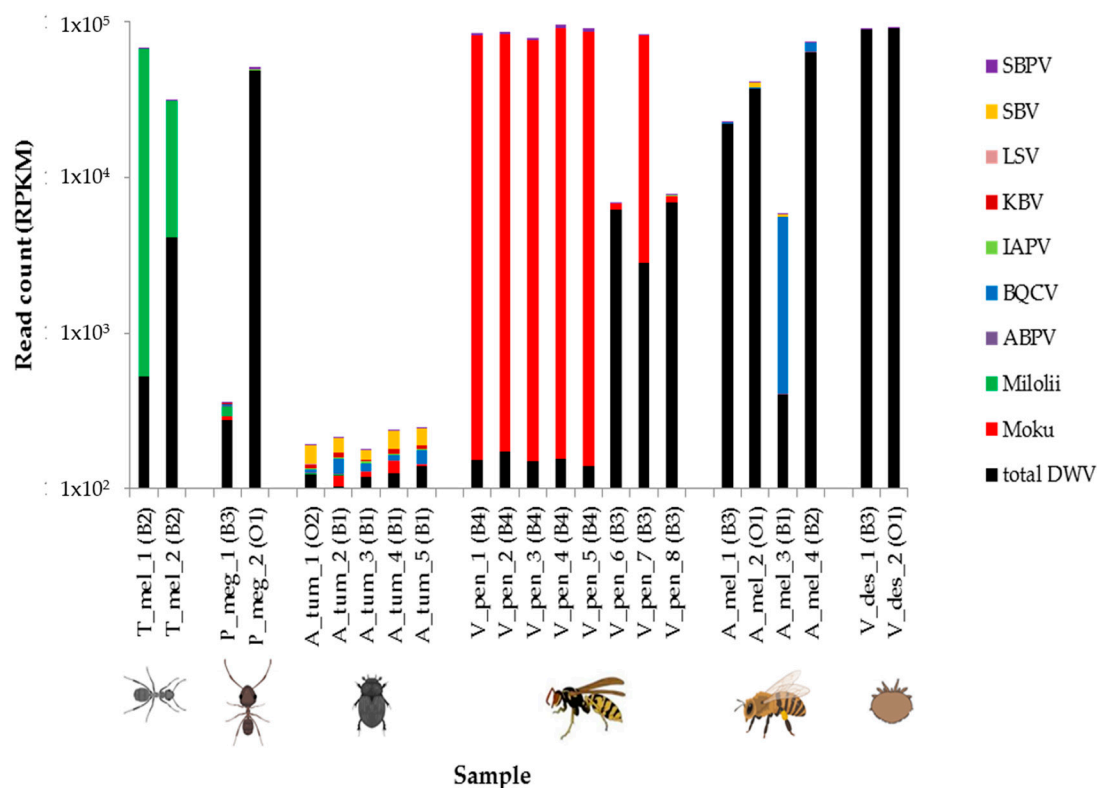 Read count (RPKM)
1x10⁵
1x10⁴
1x10³
1x10²
T_mel_1 (B2)
T_mel_2 (B2)
P_meg_1 (B3)
P_meg_2 (O1)
A_tum_1 (O2)
A_tum_2 (B1)
A_tum_3 (B1)
A_tum_4 (B1)
A_tum_5 (B1)
V_pen_1 (B4)
V_pen_2 (B4)
V_pen_3 (B4)
V_pen_4 (B4)
V_pen_5 (B4)
V_pen_6 (B3)
V_pen_7 (B3)
V_pen_8 (B3)
A_mel_1 (B3)
A_mel_2 (O1)
A_mel_3 (B1)
A_mel_4 (B2)
V_des_1 (B3)
V_des_2 (O1)
Sample
SBPV
SBV
LSV
KBV
IAPV
BQCV
ABPV
Milolii
Moku
total DWV